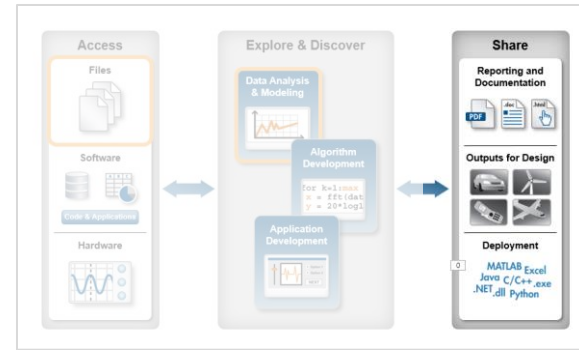 Access
Files
Software
Code & Applications
Hardware
Explore & Discover
Data Analysis
& Modeling
Algorithm
Development
for k=1:max
x = fft(dat
y = 20*log1
Application
Development
Share
Reporting and
Documentation
PDF
.doc
.html
Outputs for Design
Deployment
0
MATLAB Excel
Java C/C++ .exe
.NET .dll Python